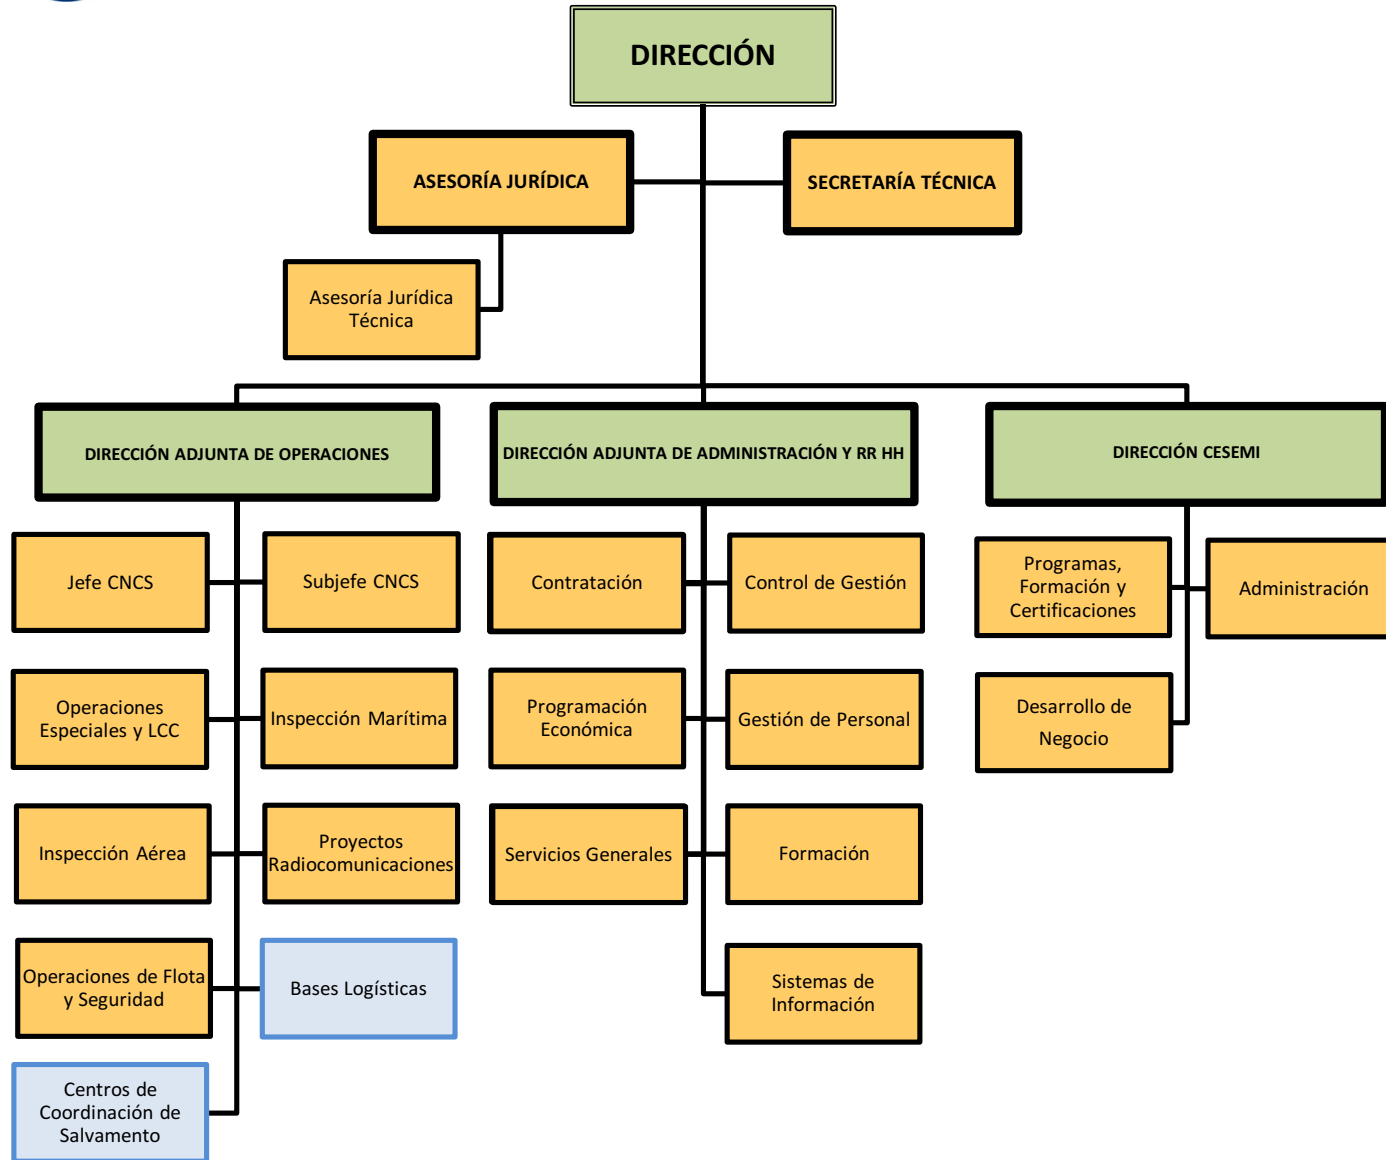 DIRECCIÓN
ASESORÍA JURÍDICA
SECRETARÍA TÉCNICA
Asesoría Jurídica
Técnica
DIRECCIÓN ADJUNTA DE OPERACIONES
DIRECCIÓN ADJUNTA DE ADMINISTRACIÓN Y RR HH
DIRECCIÓN CESEMI
Jefe CNCS
Subjefe CNCS
Contratación
Control de Gestión
Programas,
Formación y
Certificaciones
Administración
Operaciones
Especiales y LCC
Inspección Marítima
Programación
Económica
Gestión de Personal
Desarrollo de
Negocio
Inspección Aérea
Proyectos
Radiocomunicaciones
Servicios Generales
Formación
Operaciones de Flota
y Seguridad
Bases Logísticas
Sistemas de
Información
Centros de
Coordinación de
Salvamento